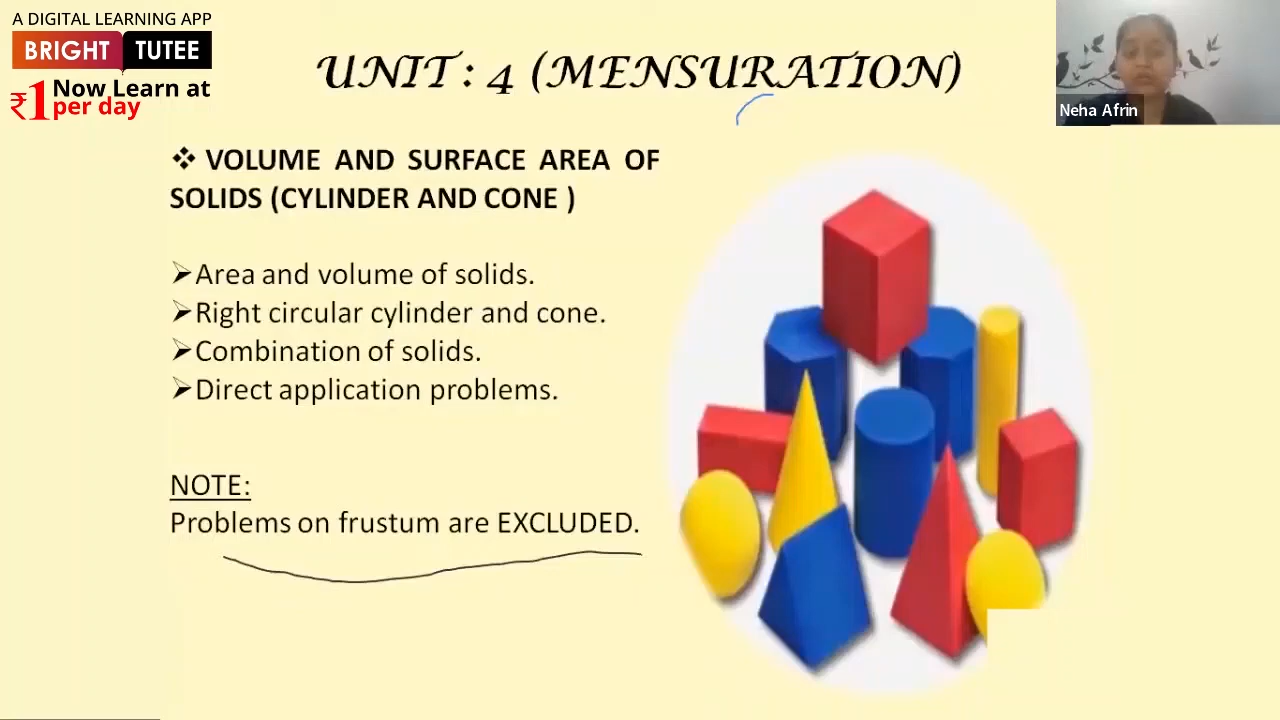 A DIGITAL LEARNING APP
BRIGHT TUTEE
₹1 Now Learn at
per day
UNIT : 4 (MENSURATION)
Neha Afrin
❖ VOLUME AND SURFACE AREA OF
SOLIDS (CYLINDER AND CONE )
➢Area and volume of solids.
➢Right circular cylinder and cone.
➢Combination of solids.
➢Direct application problems.
NOTE:
Problems on frustum are EXCLUDED.